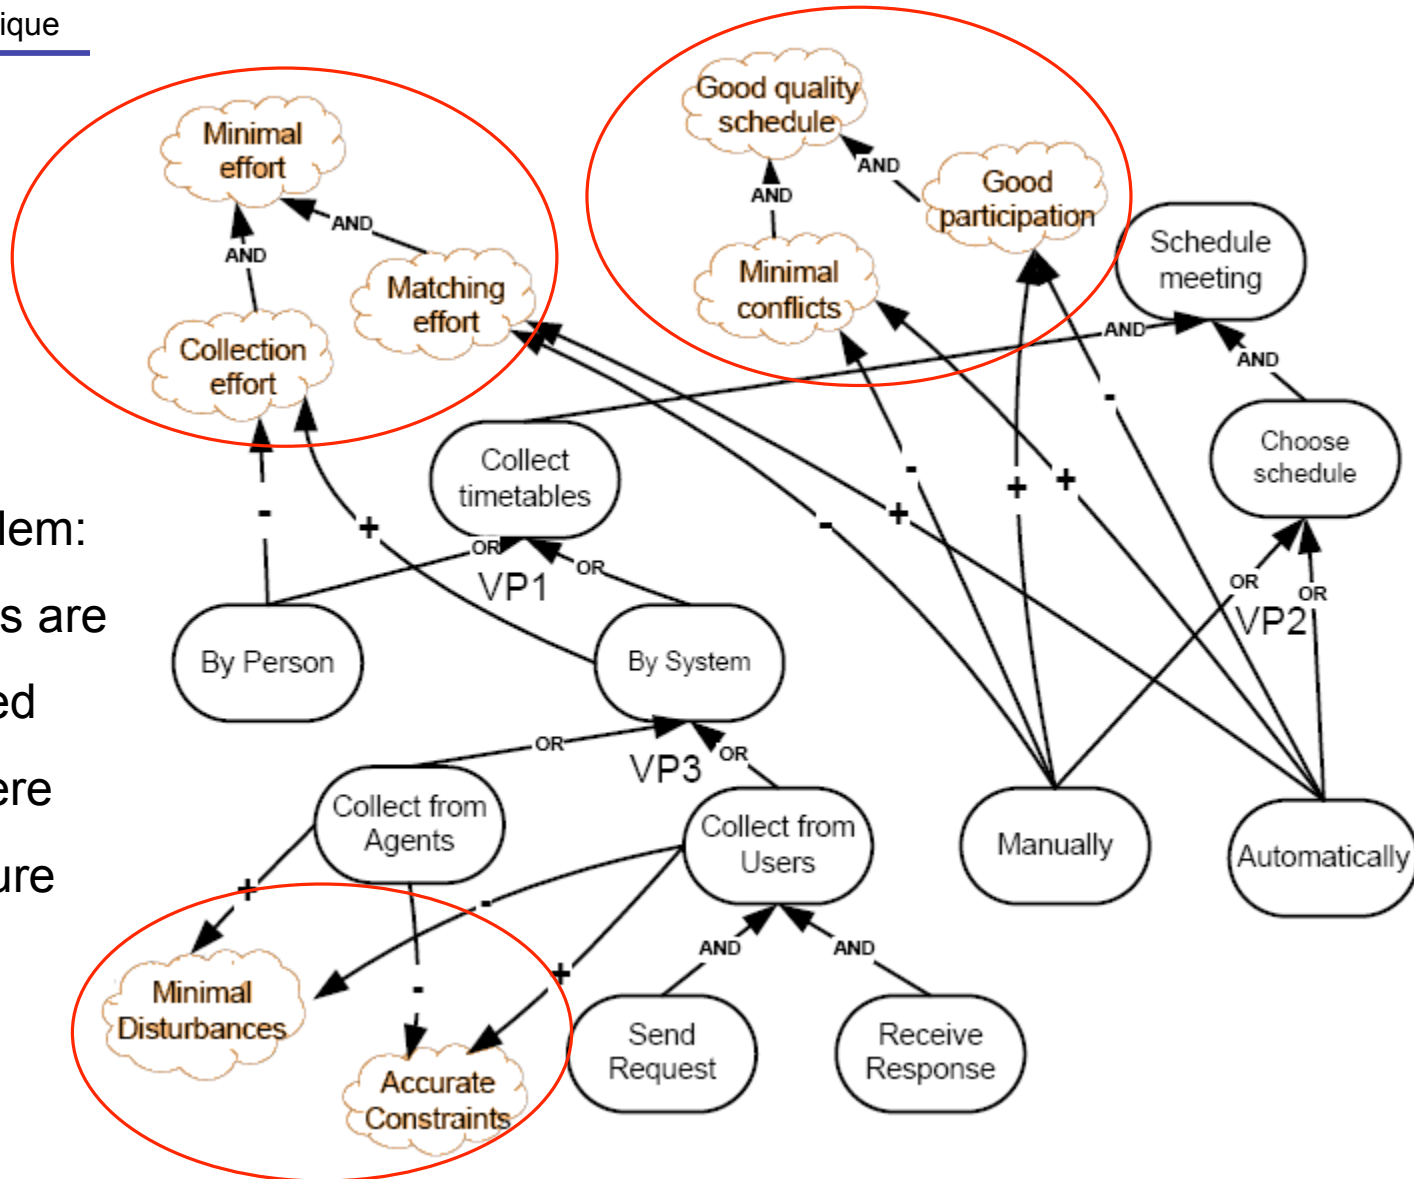 ique
Minimal
effort
AND
AND
Matching
effort
Collection
effort
Good quality
schedule
AND
AND
Good
participation
Minimal
conflicts
Schedule
meeting
AND
AND
Collect
timetables
Choose
schedule
-
+
-
+
-
+
+
-
lem:
s are
ed
ere
ure
OR
OR
VP1
OR
OR
VP2
By Person
By System
OR
OR
VP3
Collect from
Agents
Collect from
Users
Manually
Automatically
+
-
-
+
AND
AND
Minimal
Disturbances
Accurate
Constraints
Send
Request
Receive
Response